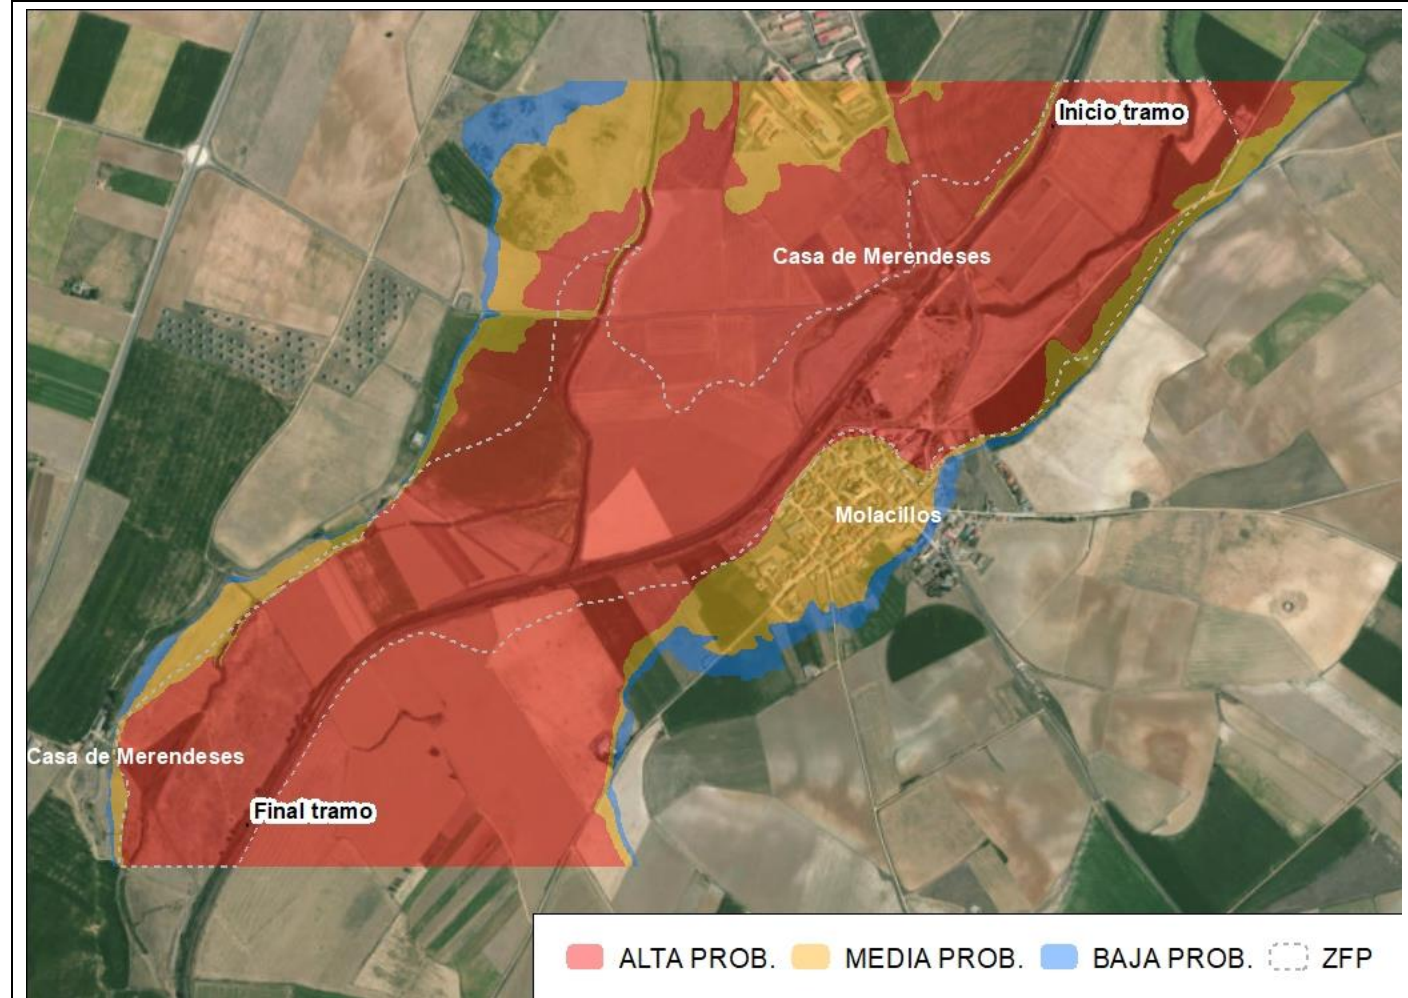 Inicio tramo
Casa de Merendeses
Molacillos
Casa de Merendeses
Final tramo
ALTA PROB. MEDIA PROB. BAJA PROB. ZFP